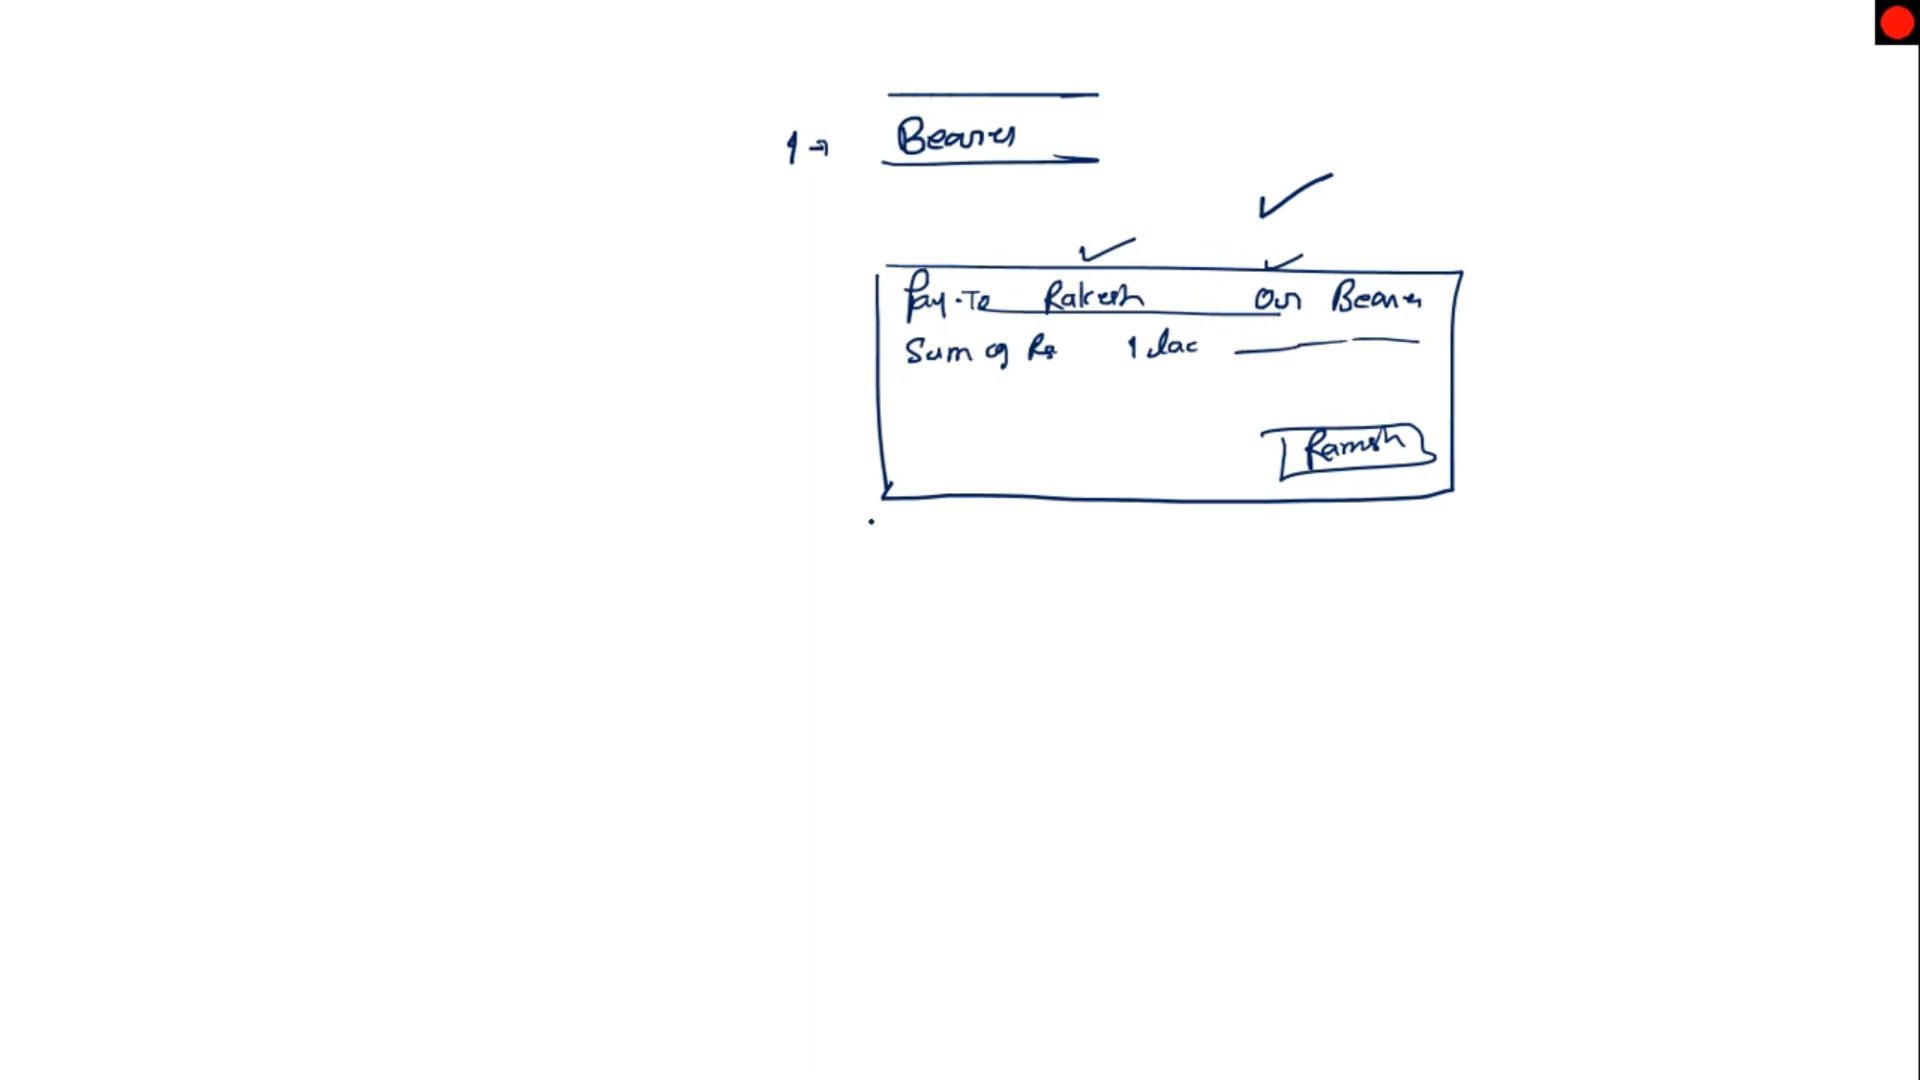 1 → Bearer
Pay-To Rakesh Or Bearer
Sum of Rs 1 lac
Ramesh